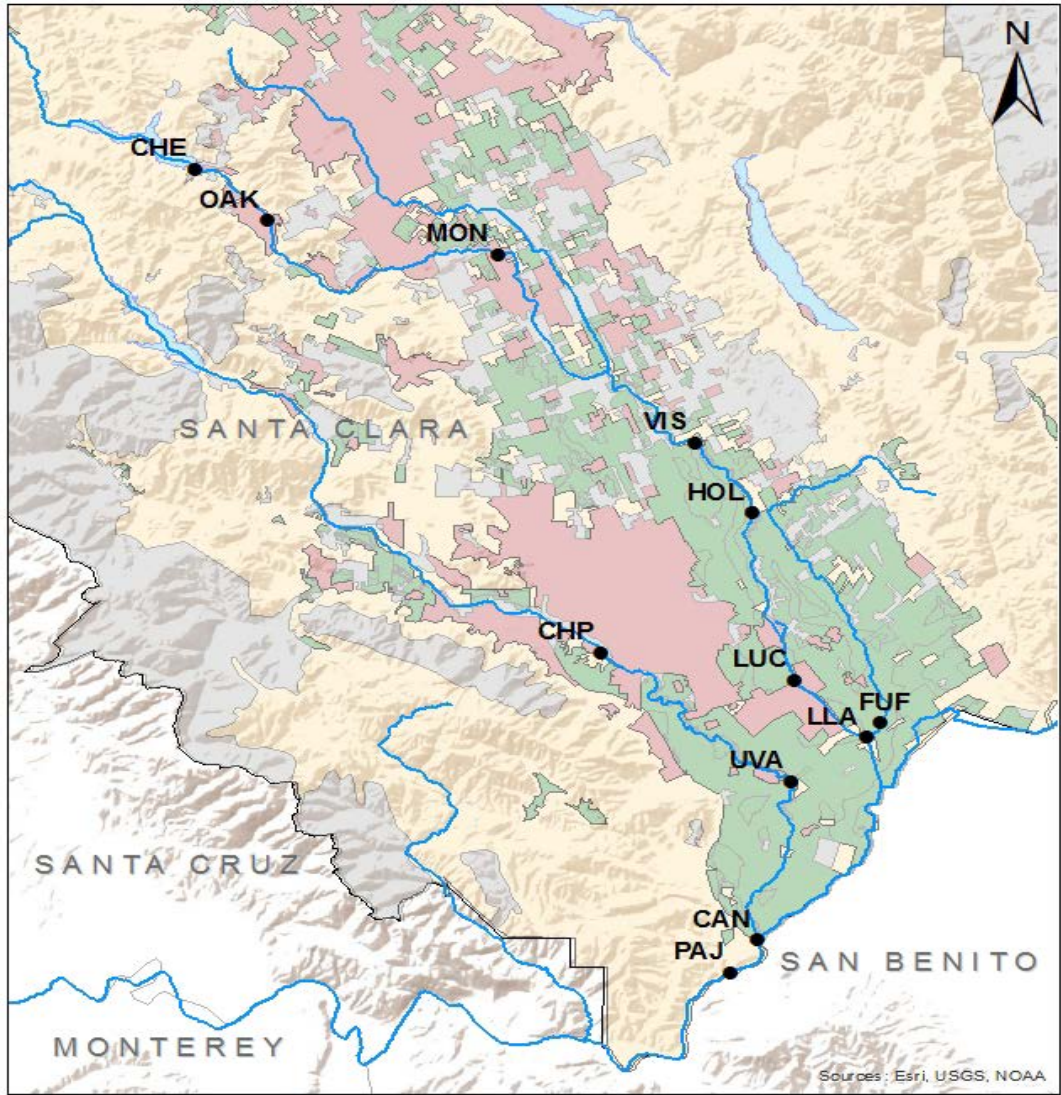 N
CHE
OAK
MON
SANTA CLARA
VIS
HOL
CHP
LUC
FUF
LLA
UVA
SANTA CRUZ
CAN
PAJ
SAN BENITO
MONTEREY
Sources: Esri, USGS, NOAA